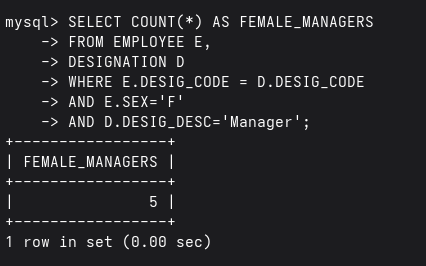 mysql> SELECT COUNT(*) AS FEMALE_MANAGERS
    -> FROM EMPLOYEE E,
    -> DESIGNATION D
    -> WHERE E.DESIG_CODE = D.DESIG_CODE
    -> AND E.SEX='F'
    -> AND D.DESIG_DESC='Manager';
+-----------------+
| FEMALE_MANAGERS |
+-----------------+
|               5 |
+-----------------+
1 row in set (0.00 sec)